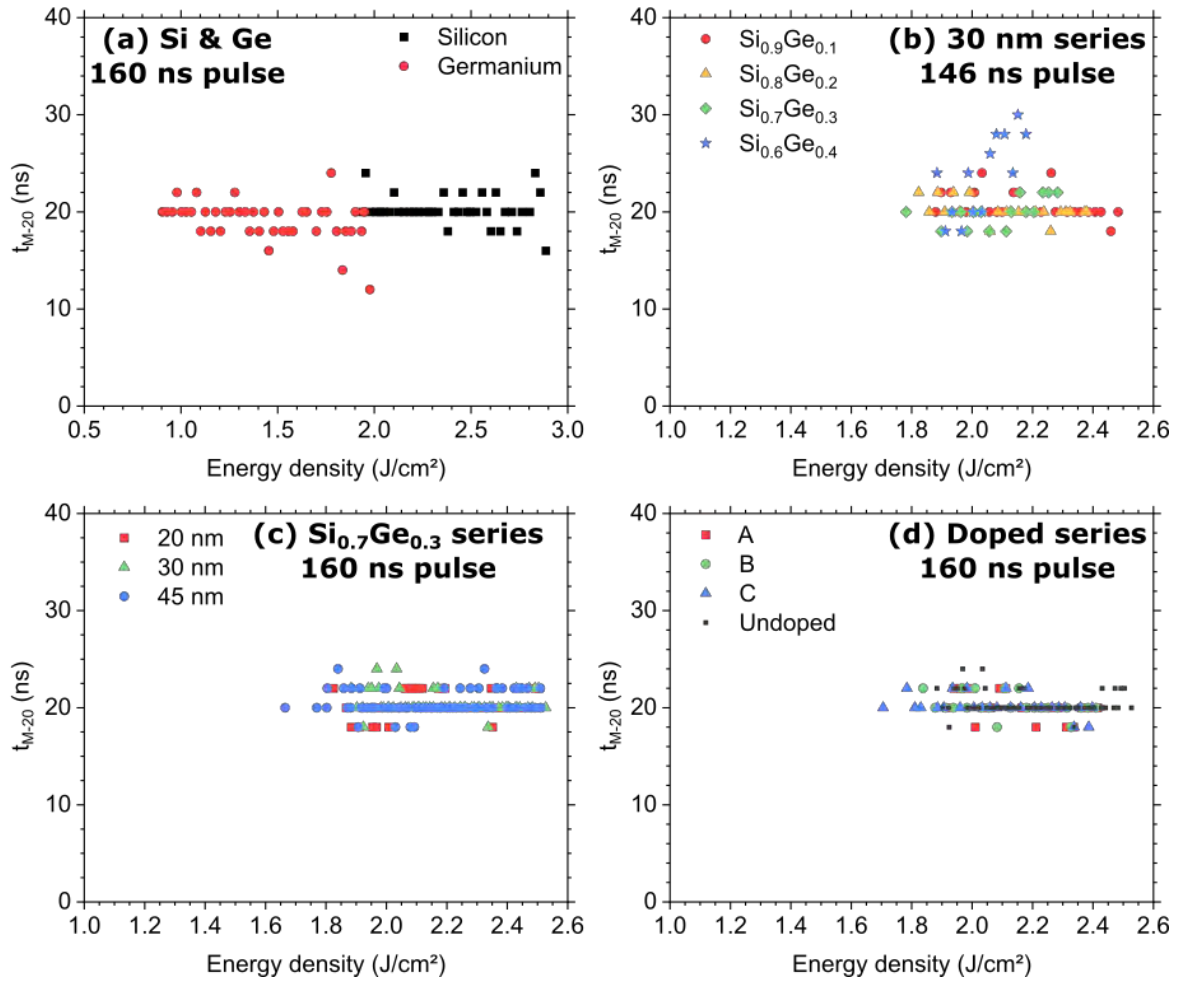 (a) Si & Ge
160 ns pulse
Silicon
Germanium
40
30
20
10
0
t_M-20 (ns)
0.5 1.0 1.5 2.0 2.5 3.0
Energy density (J/cm²)
(b) 30 nm series
146 ns pulse
Si₀.₉Ge₀.₁
Si₀.₈Ge₀.₂
Si₀.₇Ge₀.₃
Si₀.₆Ge₀.₄
40
30
20
10
0
t_M-20 (ns)
1.0 1.2 1.4 1.6 1.8 2.0 2.2 2.4 2.6
Energy density (J/cm²)
(c) Si₀.₇Ge₀.₃ series
160 ns pulse
20 nm
30 nm
45 nm
40
30
20
10
0
t_M-20 (ns)
1.0 1.2 1.4 1.6 1.8 2.0 2.2 2.4 2.6
Energy density (J/cm²)
(d) Doped series
160 ns pulse
A
B
C
Undoped
40
30
20
10
0
t_M-20 (ns)
1.0 1.2 1.4 1.6 1.8 2.0 2.2 2.4 2.6
Energy density (J/cm²)